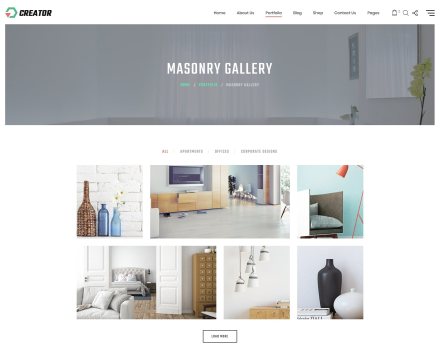 CREATOR
Home About Us Portfolio Blog Shop Contact Us Pages
MASONRY GALLERY
HOME / PORTFOLIO / MASONRY GALLERY
ALL APARTMENTS OFFICES CORPORATE DESIGNS
LOAD MORE